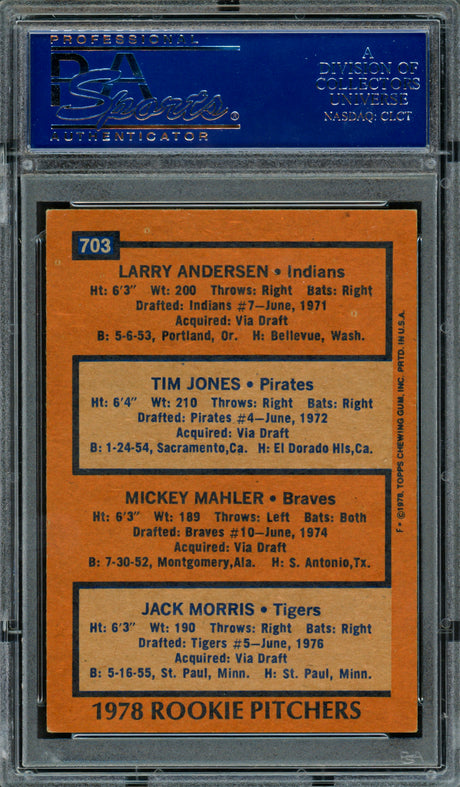 PROFESSIONAL
PSA
Sports®
AUTHENTICATOR
A
DIVISION OF
COLLECTORS
UNIVERSE
NASDAQ: CLCT
703
LARRY ANDERSEN • Indians
Ht: 6'3" Wt: 200 Throws: Right Bats: Right
Drafted: Indians #7-June, 1971
Acquired: Via Draft
B: 5-6-53, Portland, Or. H: Bellevue, Wash.
TIM JONES • Pirates
Ht: 6'4" Wt: 210 Throws: Right Bats: Right
Drafted: Pirates #4-June, 1972
Acquired: Via Draft
B: 1-24-54, Sacramento,Ca. H: El Dorado Hls,Ca.
MICKEY MAHLER • Braves
Ht: 6'3" Wt: 189 Throws: Left Bats: Both
Drafted: Braves #10-June, 1974
Acquired: Via Draft
B: 7-30-52, Montgomery,Ala. H: S. Antonio,Tx.
JACK MORRIS • Tigers
Ht: 6'3" Wt: 190 Throws: Right Bats: Right
Drafted: Tigers #5-June, 1976
Acquired: Via Draft
B: 5-16-55, St. Paul, Minn. H: St. Paul, Minn.
1978 ROOKIE PITCHERS
F* ©1978, TOPPS CHEWING GUM, INC. PRTD. IN U.S.A.